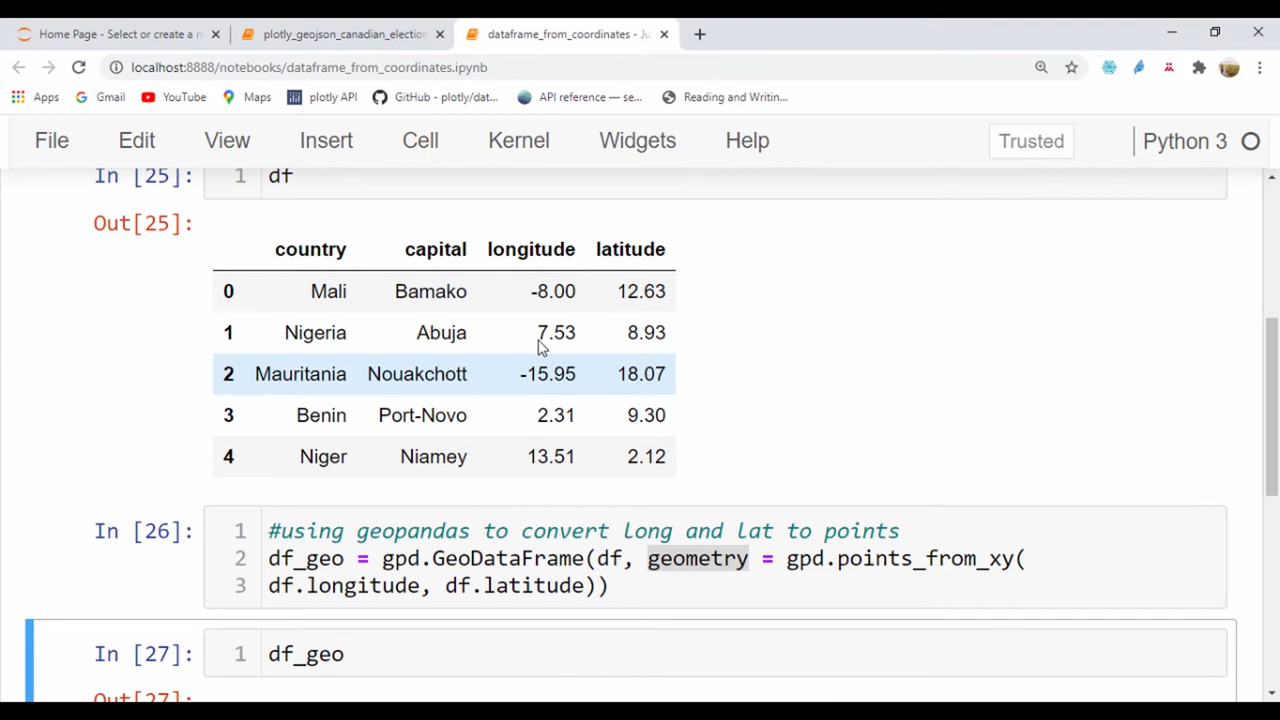 Home Page - Select or create a n
plotly_geojson_canadian_election
dataframe_from_coordinates - Ju
localhost:8888/notebooks/dataframe_from_coordinates.ipynb
Apps Gmail YouTube Maps plotly API GitHub - plotly/dat... API reference — se... Reading and Writin...
File Edit View Insert Cell Kernel Widgets Help Trusted Python 3
In [25]: 1 df
Out[25]:
country capital longitude latitude
0 Mali Bamako -8.00 12.63
1 Nigeria Abuja 7.53 8.93
2 Mauritania Nouakchott -15.95 18.07
3 Benin Port-Novo 2.31 9.30
4 Niger Niamey 13.51 2.12
In [26]: 1 #using geopandas to convert long and lat to points
2 df_geo = gpd.GeoDataFrame(df, geometry = gpd.points_from_xy(
3 df.longitude, df.latitude))
In [27]: 1 df_geo
Out[27]: